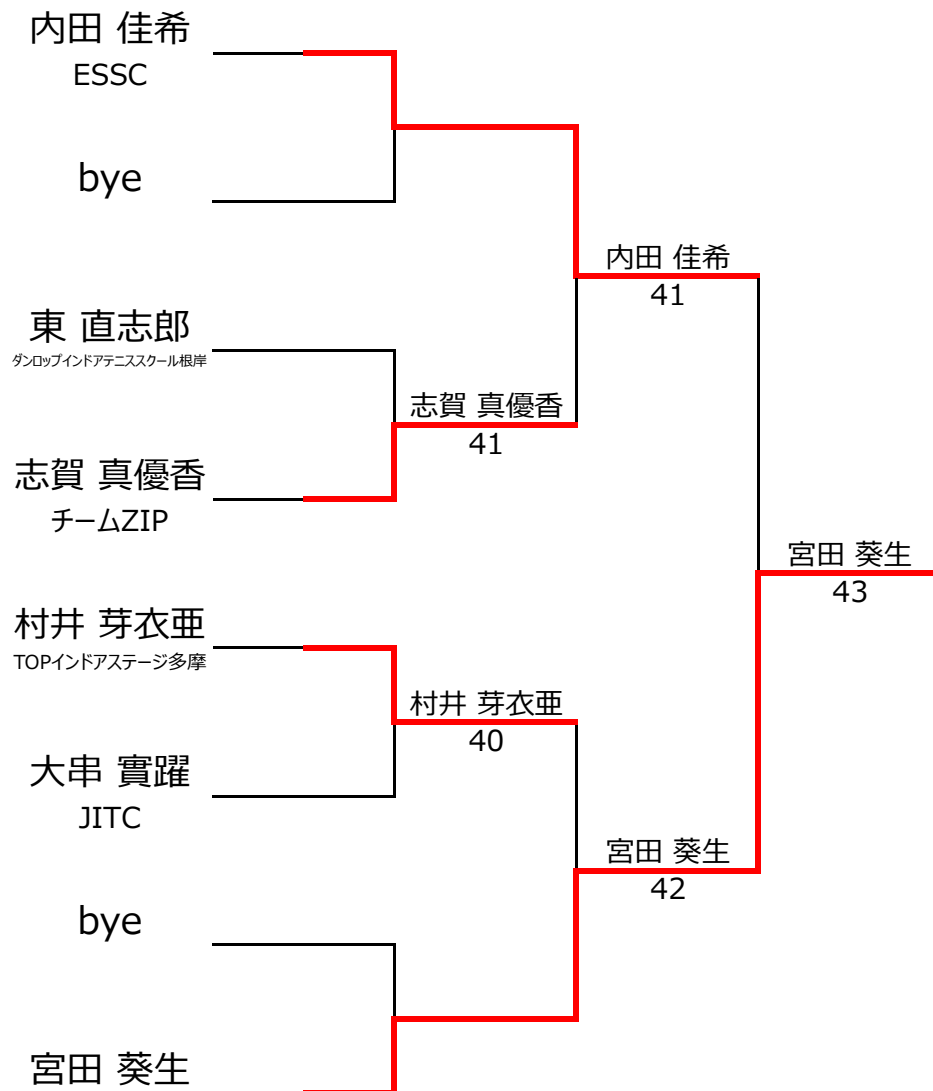 内田 佳希
ESSC
bye
内田 佳希
41
東 直志郎
ダンロップインドアテニススクール根岸
志賀 真優香
41
志賀 真優香
チームZIP
宮田 葵生
43
村井 芽衣亜
TOPインドアステージ多摩
村井 芽衣亜
40
大串 實躍
JITC
宮田 葵生
42
bye
宮田 葵生